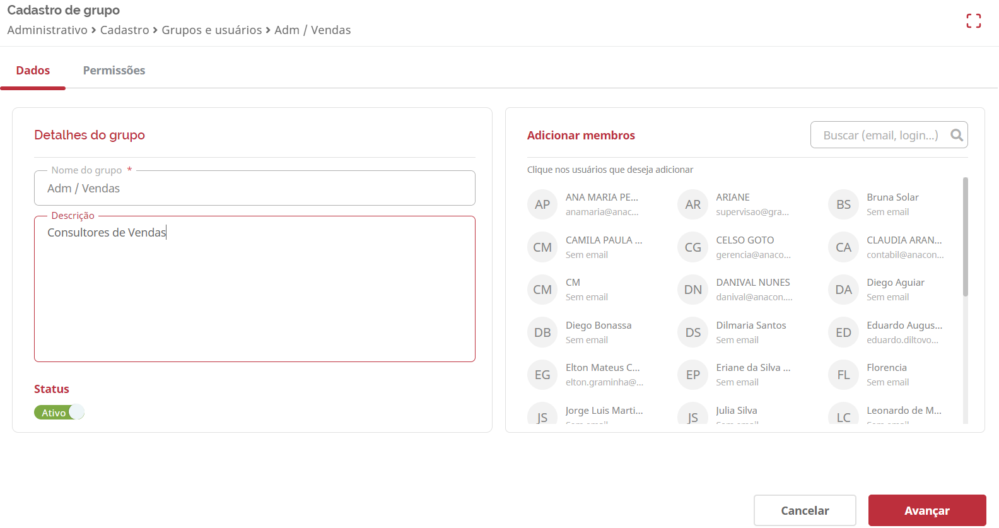 Cadastro de grupo
Administrativo > Cadastro > Grupos e usuários > Adm / Vendas
Dados Permissões
Detalhes do grupo
Nome do grupo *
Adm / Vendas
Descrição
Consultores de Vendas
Status
Ativo
Adicionar membros
Buscar (email, login...)
Clique nos usuários que deseja adicionar
AP ANA MARIA PE...
anamaria@anac...
AR ARIANE
supervisao@gra...
BS Bruna Solar
Sem email
CM CAMILA PAULA ...
Sem email
CG CELSO GOTO
gerencia@anaco...
CA CLAUDIA ARAN...
contabil@anacon...
CM CM
Sem email
DN DANIVAL NUNES
danival@anacon....
DA Diego Aguiar
Sem email
DB Diego Bonassa
Sem email
DS Dilmaria Santos
Sem email
ED Eduardo Augus...
eduardo.diltovo...
EG Elton Mateus C...
elton.graminha@...
EP Eriane da Silva ...
Sem email
FL Florencia
Sem email
JS Jorge Luis Marti...
Sem email
JS Julia Silva
Sem email
LC Leonardo de M...
Sem email
Cancelar Avançar